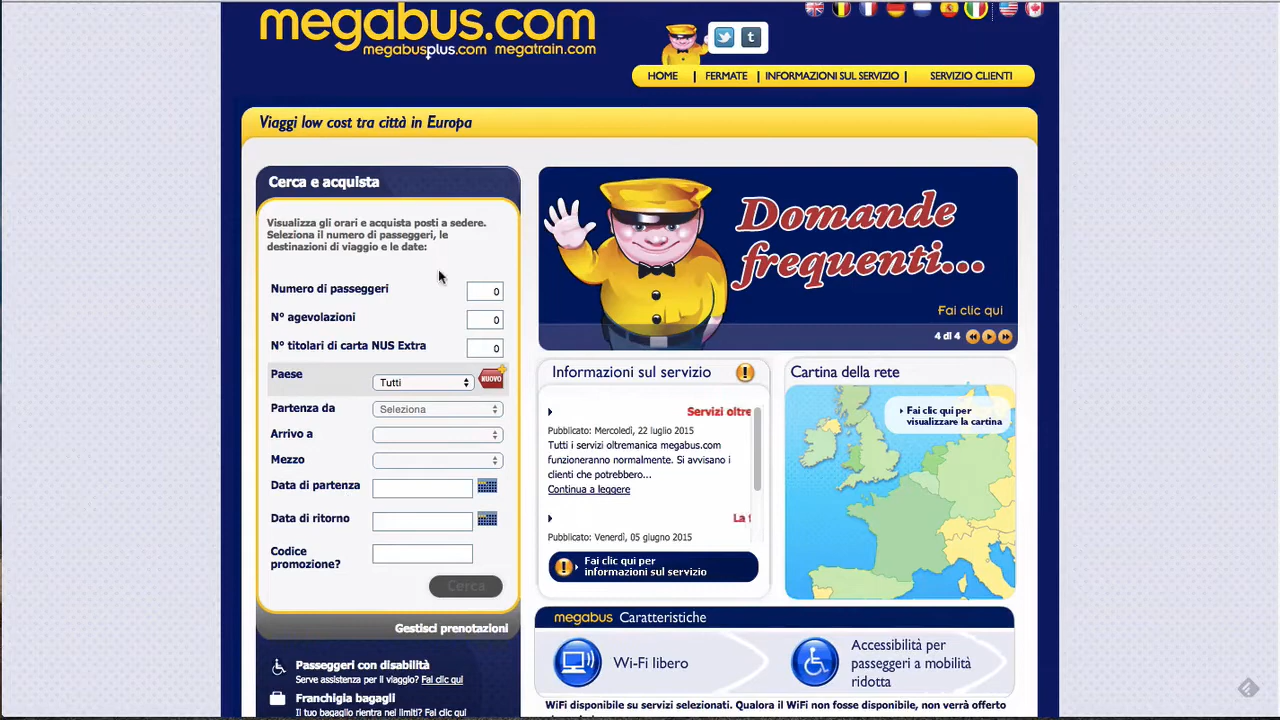 megabus.com
megabusplus.com megatrain.com
HOME | FERMATE | INFORMAZIONI SUL SERVIZIO | SERVIZIO CLIENTI
Viaggi low cost tra città in Europa
Cerca e acquista
Visualizza gli orari e acquista posti a sedere.
Seleziona il numero di passeggeri, le
destinazioni di viaggio e le date:
Numero di passeggeri 0
N° agevolazioni 0
N° titolari di carta NUS Extra 0
Paese Tutti NUOVO
Partenza da Seleziona
Arrivo a
Mezzo
Data di partenza
Data di ritorno
Codice
promozione?
Cerca
Gestisci prenotazioni
Passeggeri con disabilità
Serve assistenza per il viaggio? Fai clic qui
Franchigia bagagli
Il tuo bagaglio rientra nei limiti? Fai clic qui
Domande
frequenti...
Fai clic qui
4 di 4
Informazioni sul servizio
Servizi oltre
Pubblicato: Mercoledì, 22 luglio 2015
Tutti i servizi oltremanica megabus.com
funzioneranno normalmente. Si avvisano i
clienti che potrebbero...
Continua a leggere
La
Pubblicato: Venerdì, 05 giugno 2015
Fai clic qui per
informazioni sul servizio
Cartina della rete
Fai clic qui per
visualizzare la cartina
megabus Caratteristiche
Wi-Fi libero
Accessibilità per
passeggeri a mobilità
ridotta
WiFi disponibile su servizi selezionati. Qualora il WiFi non fosse disponibile, non verrà offerto